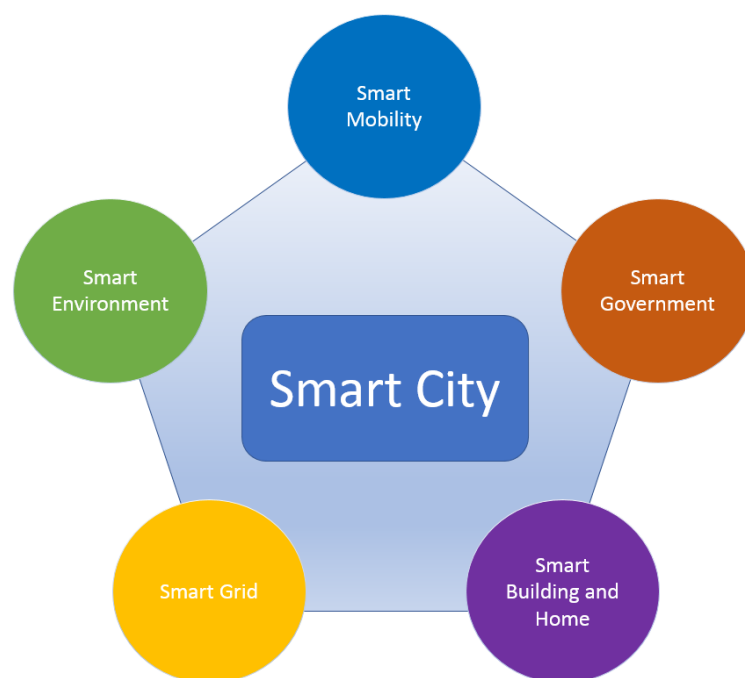 Smart
Mobility
Smart
Environment
Smart
Government
Smart City
Smart Grid
Smart
Building and
Home